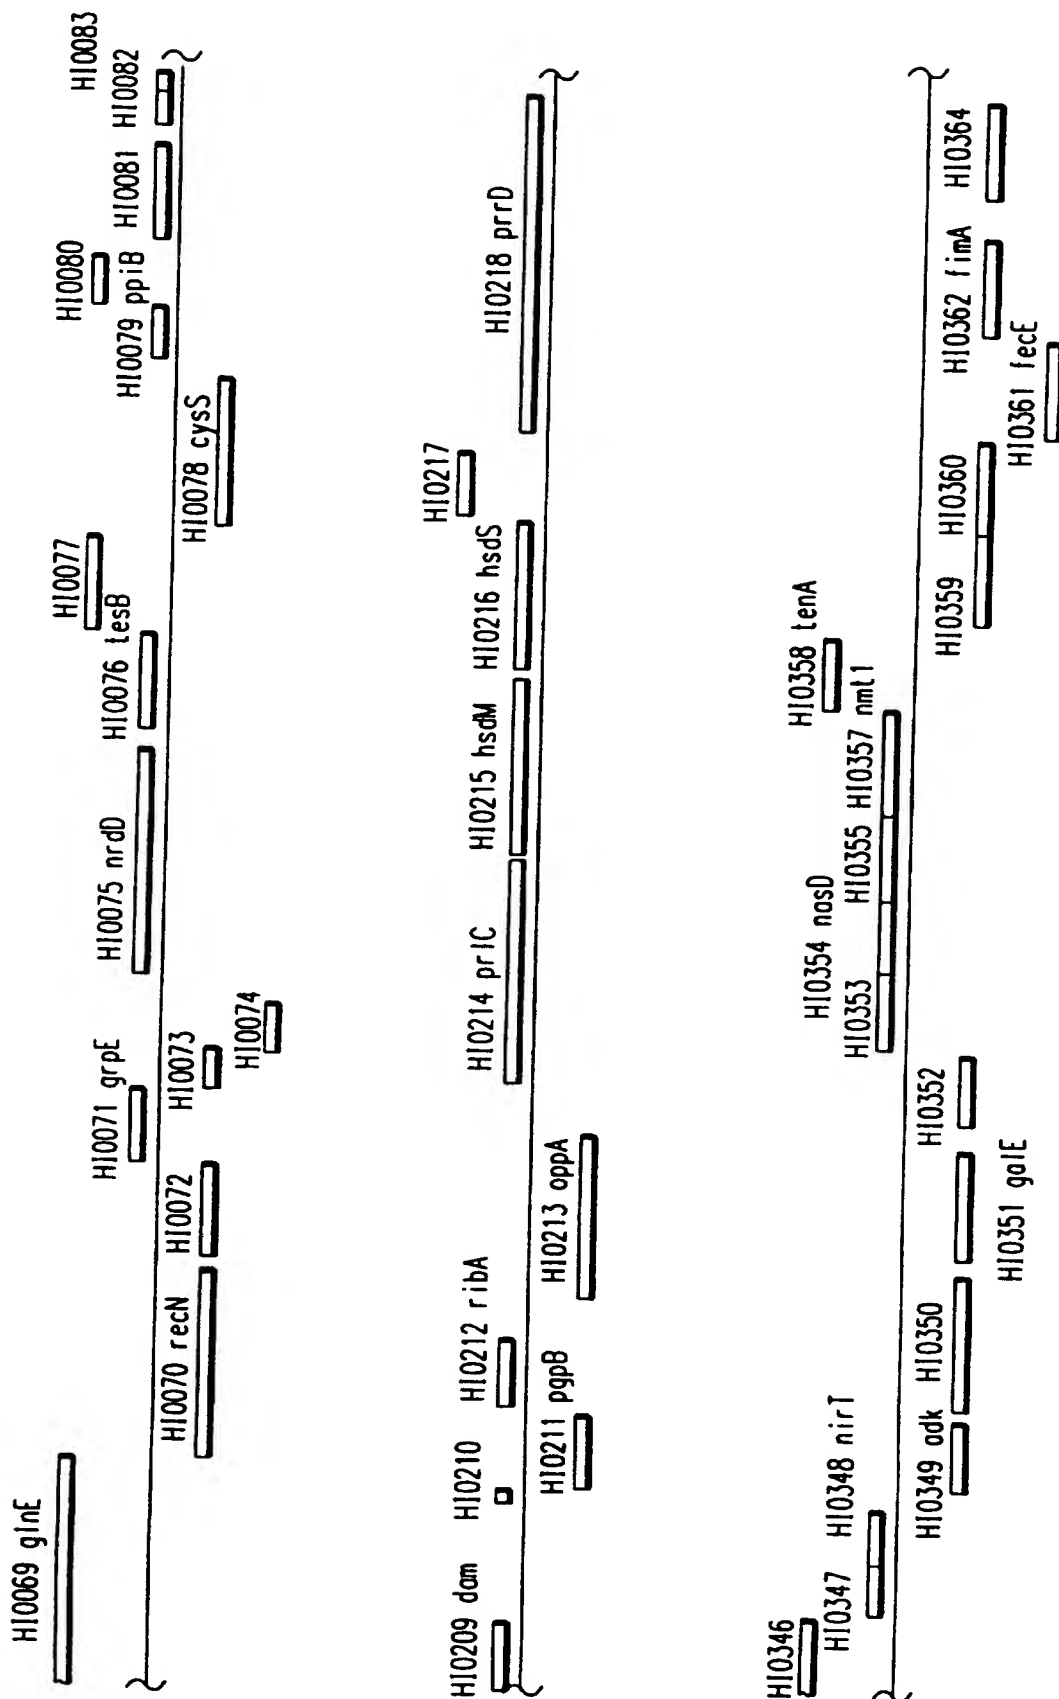 HI0069 glnE
HI0070 recN
HI0072
HI0071 grpE
HI0073
HI0074
HI0075 nrdD
HI0076 tesB
HI0077
HI0078 cysS
HI0079 ppiB
HI0080
HI0081
HI0082
HI0083
HI0209 dam
HI0210
HI0211 pgpB
HI0212 ribA
HI0213 oppA
HI0214 prlC
HI0215 hsdM
HI0216 hsdS
HI0217
HI0218 prrD
HI0346
HI0347
HI0348 nirT
HI0349 adk
HI0350
HI0351 galE
HI0352
HI0353
HI0354 nasD
HI0355
HI0357 nmt1
HI0358 tenA
HI0359
HI0360
HI0361 fecE
HI0362 fimA
HI0364